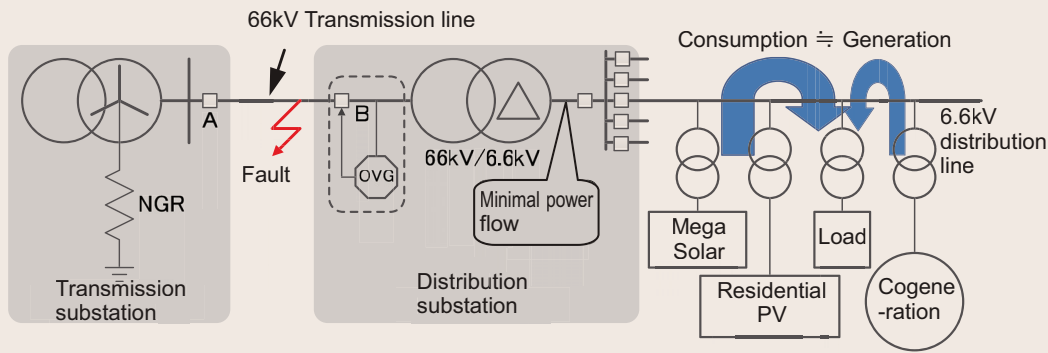 66kV Transmission line
Consumption ≒ Generation
A
B
OVG
Fault
NGR
66kV/6.6kV
Minimal power
flow
6.6kV
distribution
line
Mega
Solar
Load
Residential
PV
Cogene
-ration
Transmission
substation
Distribution
substation